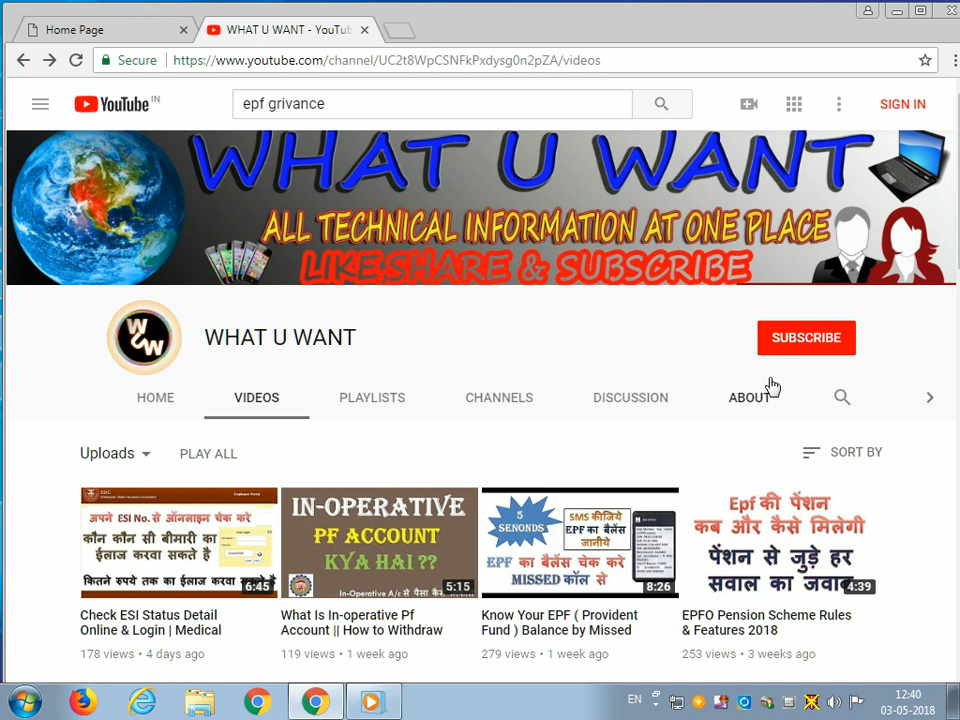 Home Page
WHAT U WANT - YouTub
Secure
https://www.youtube.com/channel/UC2t8WpCSNFkPxdysg0n2pZA/videos
YouTube IN
epf grivance
SIGN IN
WHAT U WANT
ALL TECHNICAL INFORMATION AT ONE PLACE
LIKE,SHARE & SUBSCRIBE
WUW
WHAT U WANT
SUBSCRIBE
HOME VIDEOS PLAYLISTS CHANNELS DISCUSSION ABOUT
Uploads PLAY ALL SORT BY
अपने ESI No.से ऑनलाइन चेक करे
कौन कौन सी बीमारी का
ईलाज करवा सकते है
कितने रुपये तक का ईलाज करवा सकते है
6:45
IN-OPERATIVE
PF ACCOUNT
KYA HAI ??
In-operative A/c से पैसा
5:15
5
SENONDS
SMS कीजिये
EPF का बैलेंस
जानीये
EPF का बैलेंस चेक करे
MISSED कॉल से
8:26
Epf की पेंशन
कब और कैसे मिलेगी
पेंशन से जुड़े हर
सवाल का जवाब
4:39
Check ESI Status Detail
Online & Login | Medical
178 views • 4 days ago
What Is In-operative Pf
Account || How to Withdraw
119 views • 1 week ago
Know Your EPF ( Provident
Fund ) Balance by Missed
279 views • 1 week ago
EPFO Pension Scheme Rules
& Features 2018
253 views • 3 weeks ago
EN
12:40
03-05-2018